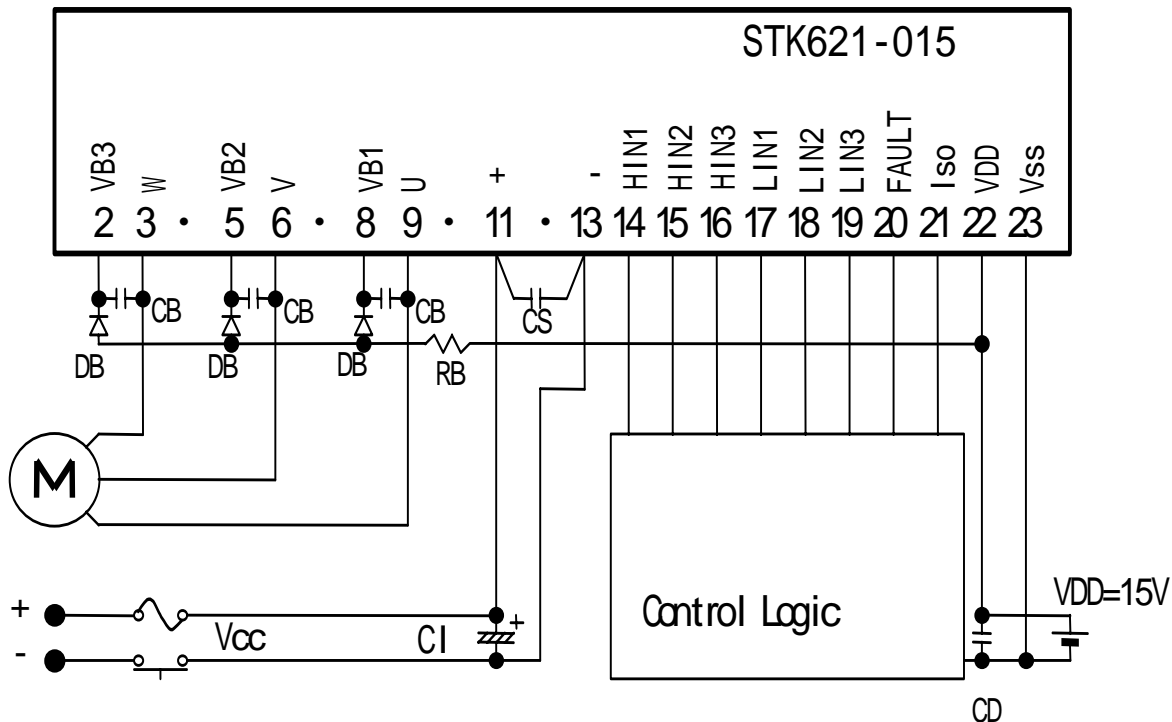 STK621-015
VB3 W VB2 V VB1 U + - HIN1 HIN2 HIN3 LIN1 LIN2 LIN3 FAULT Iso VDD Vss
2 3 · 5 6 · 8 9 · 11 · 13 14 15 16 17 18 19 20 21 22 23
CB CB CB CS
DB DB DB RB
M
+ Vcc CI + Control Logic VDD=15V
-
CD